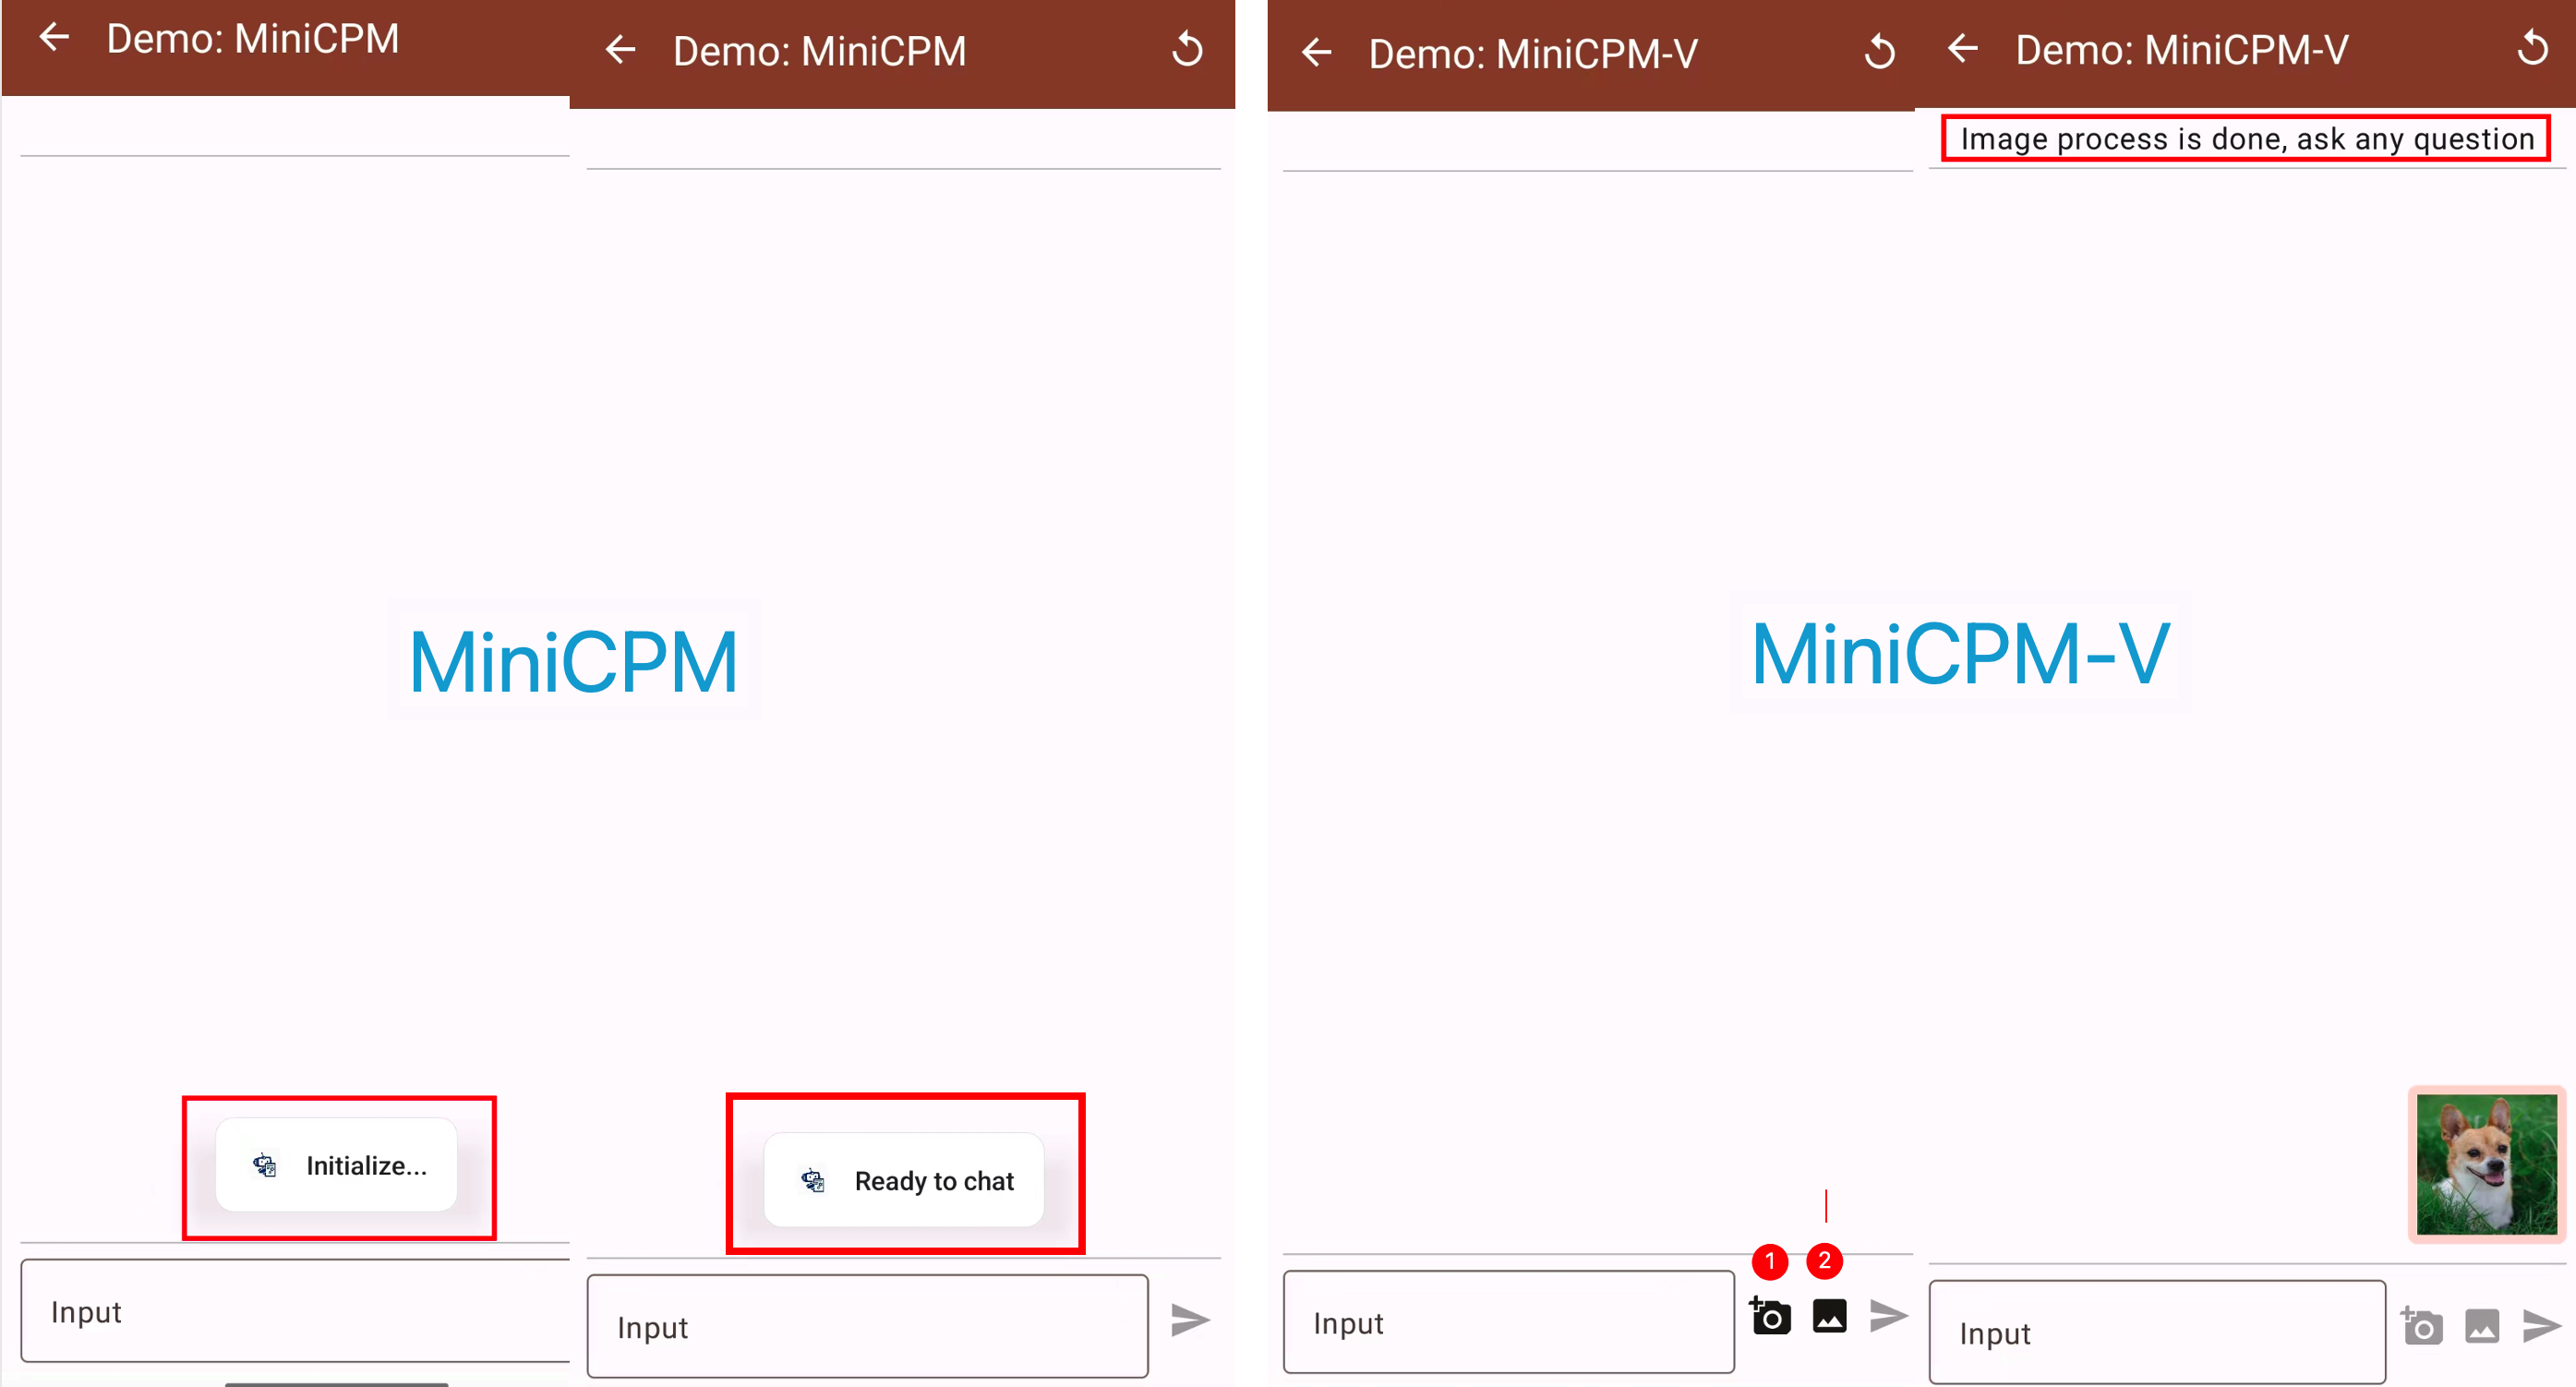 Demo: MiniCPM
MiniCPM
Initialize...
Input
Demo: MiniCPM
Ready to chat
Input
Demo: MiniCPM-V
MiniCPM-V
1
2
Input
Demo: MiniCPM-V
Image process is done, ask any question
Input